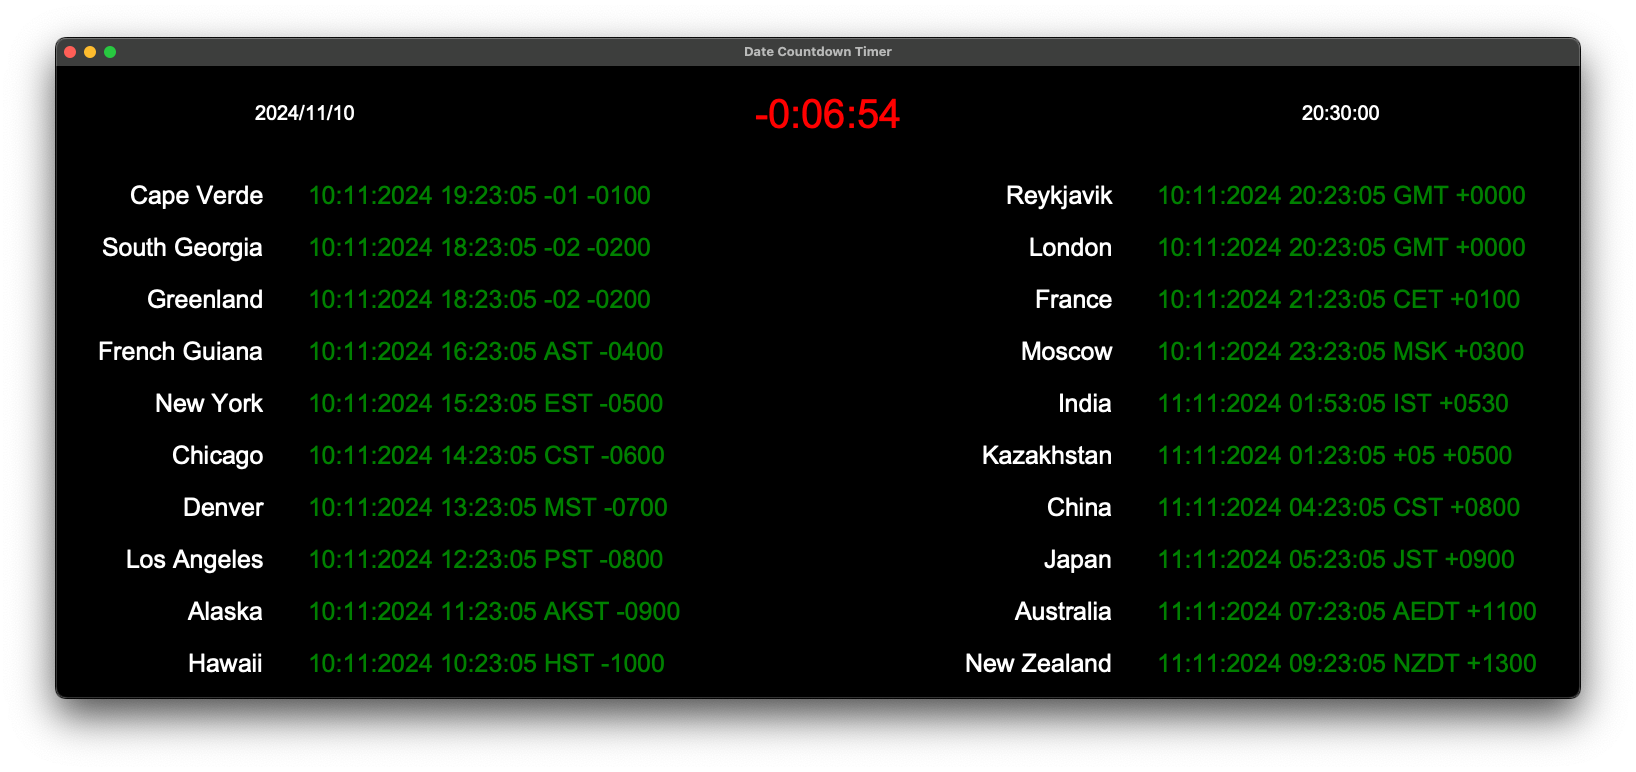 Date Countdown Timer
2024/11/10 -0:06:54 20:30:00
Cape Verde 10:11:2024 19:23:05 -01 -0100 Reykjavik 10:11:2024 20:23:05 GMT +0000
South Georgia 10:11:2024 18:23:05 -02 -0200 London 10:11:2024 20:23:05 GMT +0000
Greenland 10:11:2024 18:23:05 -02 -0200 France 10:11:2024 21:23:05 CET +0100
French Guiana 10:11:2024 16:23:05 AST -0400 Moscow 10:11:2024 23:23:05 MSK +0300
New York 10:11:2024 15:23:05 EST -0500 India 11:11:2024 01:53:05 IST +0530
Chicago 10:11:2024 14:23:05 CST -0600 Kazakhstan 11:11:2024 01:23:05 +05 +0500
Denver 10:11:2024 13:23:05 MST -0700 China 11:11:2024 04:23:05 CST +0800
Los Angeles 10:11:2024 12:23:05 PST -0800 Japan 11:11:2024 05:23:05 JST +0900
Alaska 10:11:2024 11:23:05 AKST -0900 Australia 11:11:2024 07:23:05 AEDT +1100
Hawaii 10:11:2024 10:23:05 HST -1000 New Zealand 11:11:2024 09:23:05 NZDT +1300